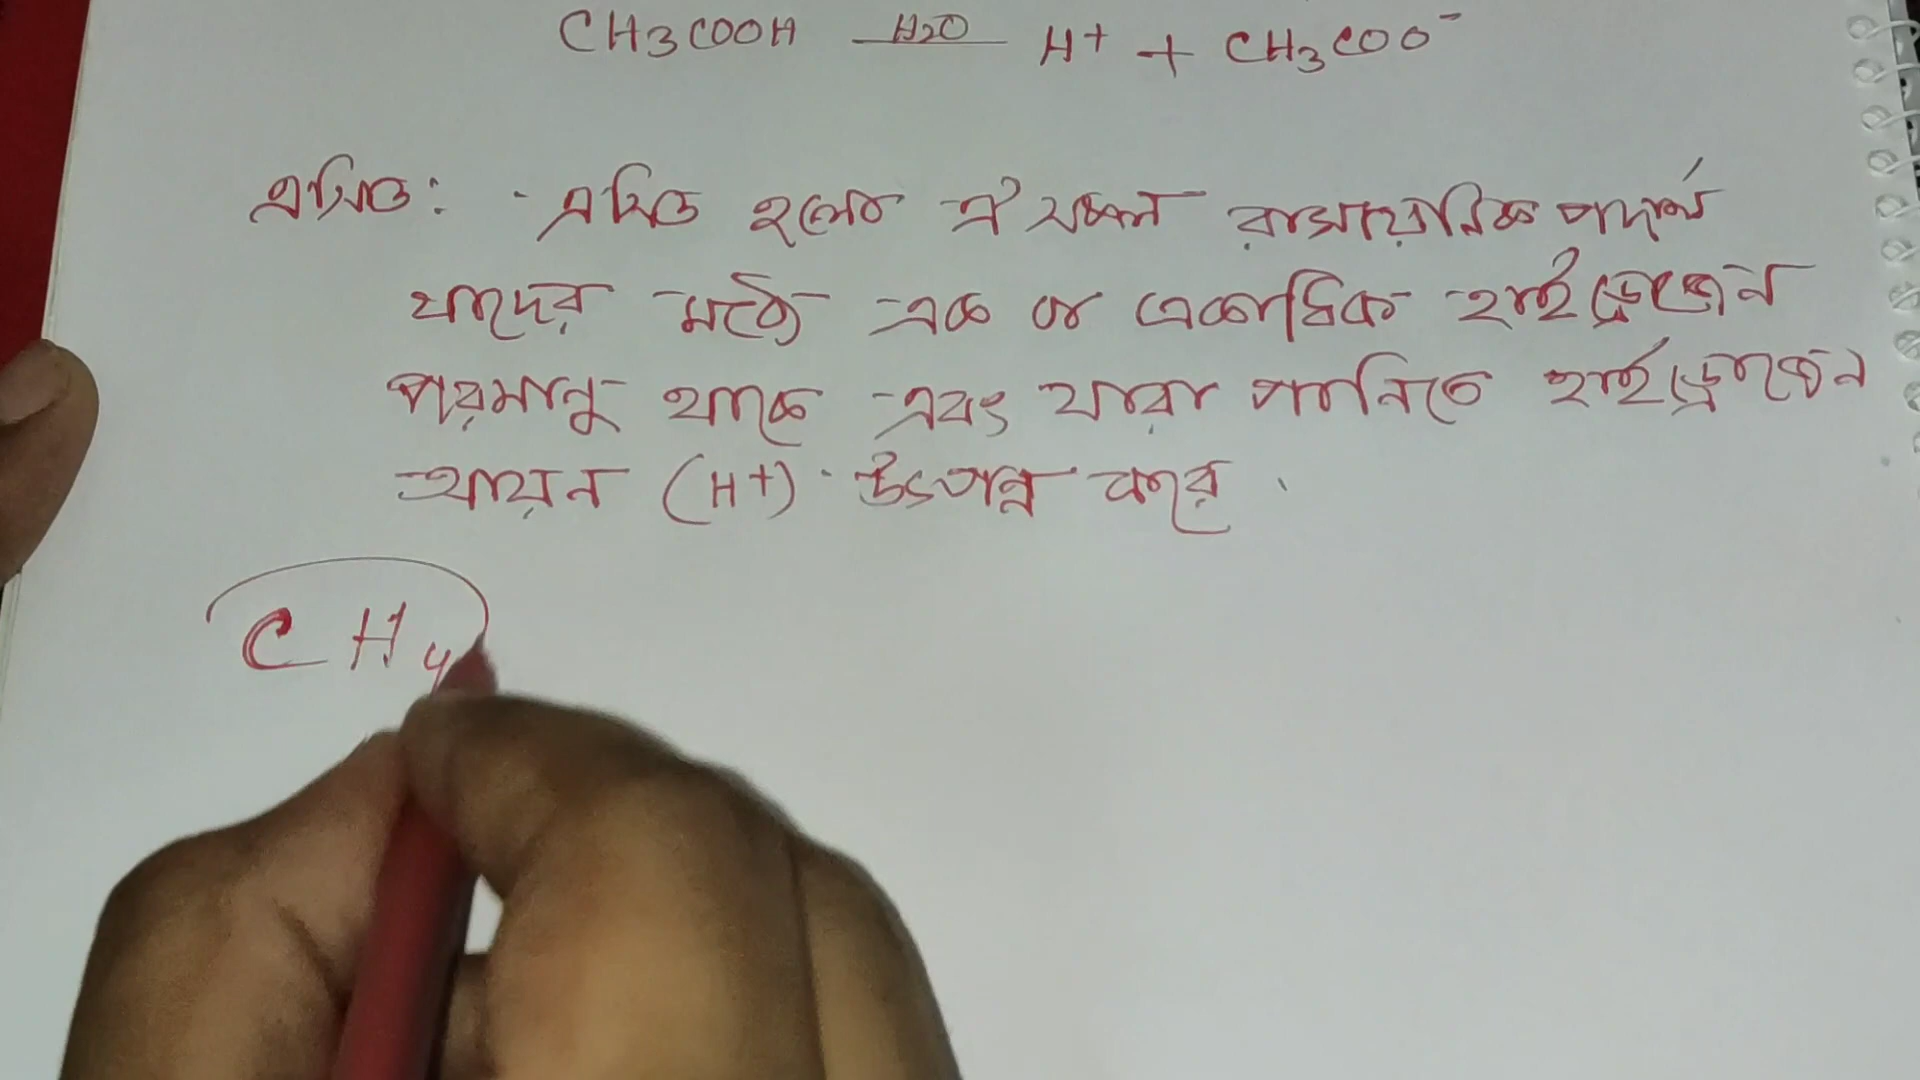 CH3COOH H2O H+ + CH3COO-
এসিড: এসিড হলো ঐ সকল রাসায়নিক পদার্থ
যাদের মধ্যে এক বা একাধিক হাইড্রোজেন
পরমানু থাকে এবং যারা পানিতে হাইড্রোজেন
আয়ন (H+) উৎপন্ন করে .
CH4